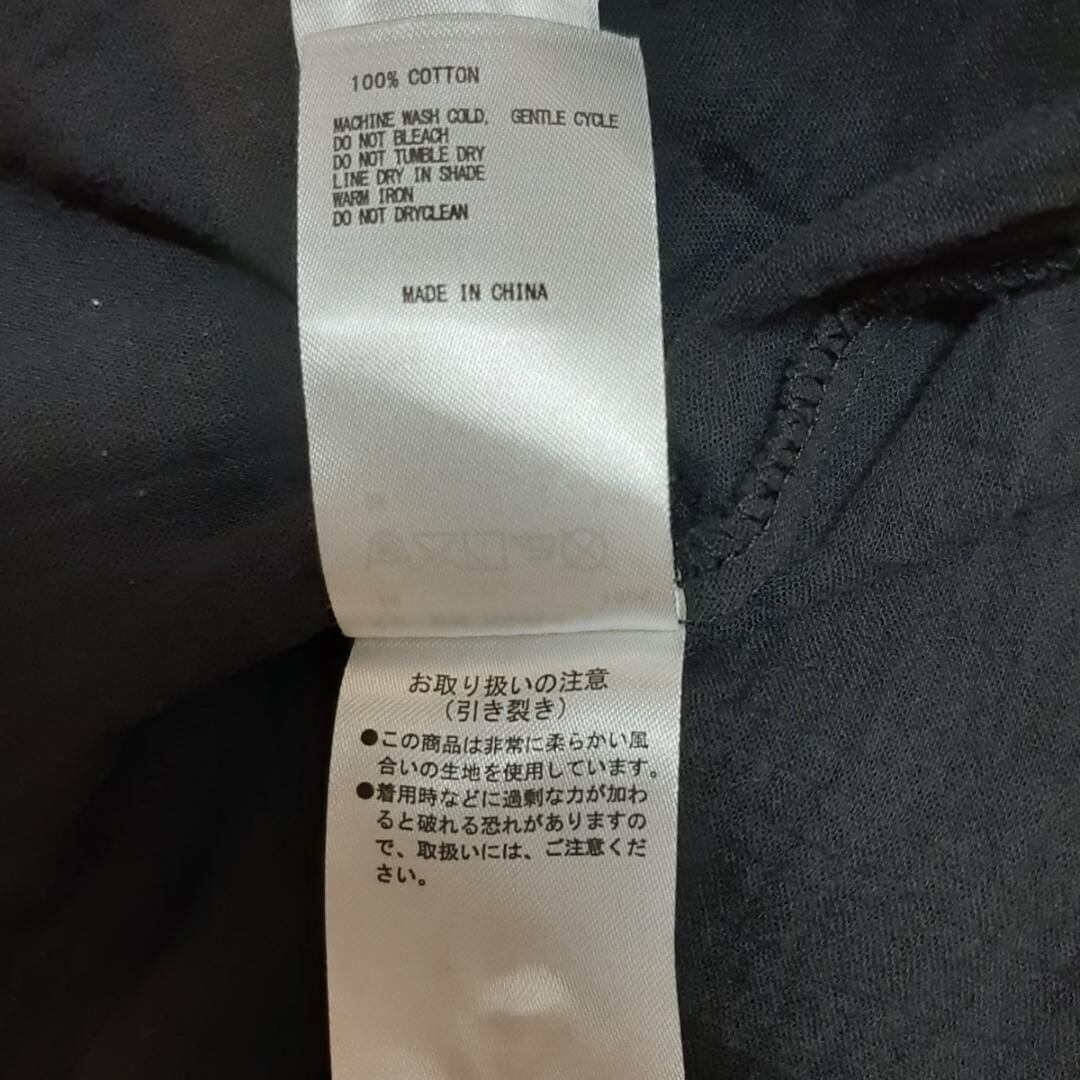 100% COTTON
MACHINE WASH COLD, GENTLE CYCLE
DO NOT BLEACH
DO NOT TUMBLE DRY
LINE DRY IN SHADE
WARM IRON
DO NOT DRYCLEAN
MADE IN CHINA
お取り扱いの注意
（引き裂き）
●この商品は非常に柔らかい風
合いの生地を使用しています。
●着用時などに過剰な力が加わ
ると破れる恐れがありますの
で、取扱いには、ご注意くだ
さい。